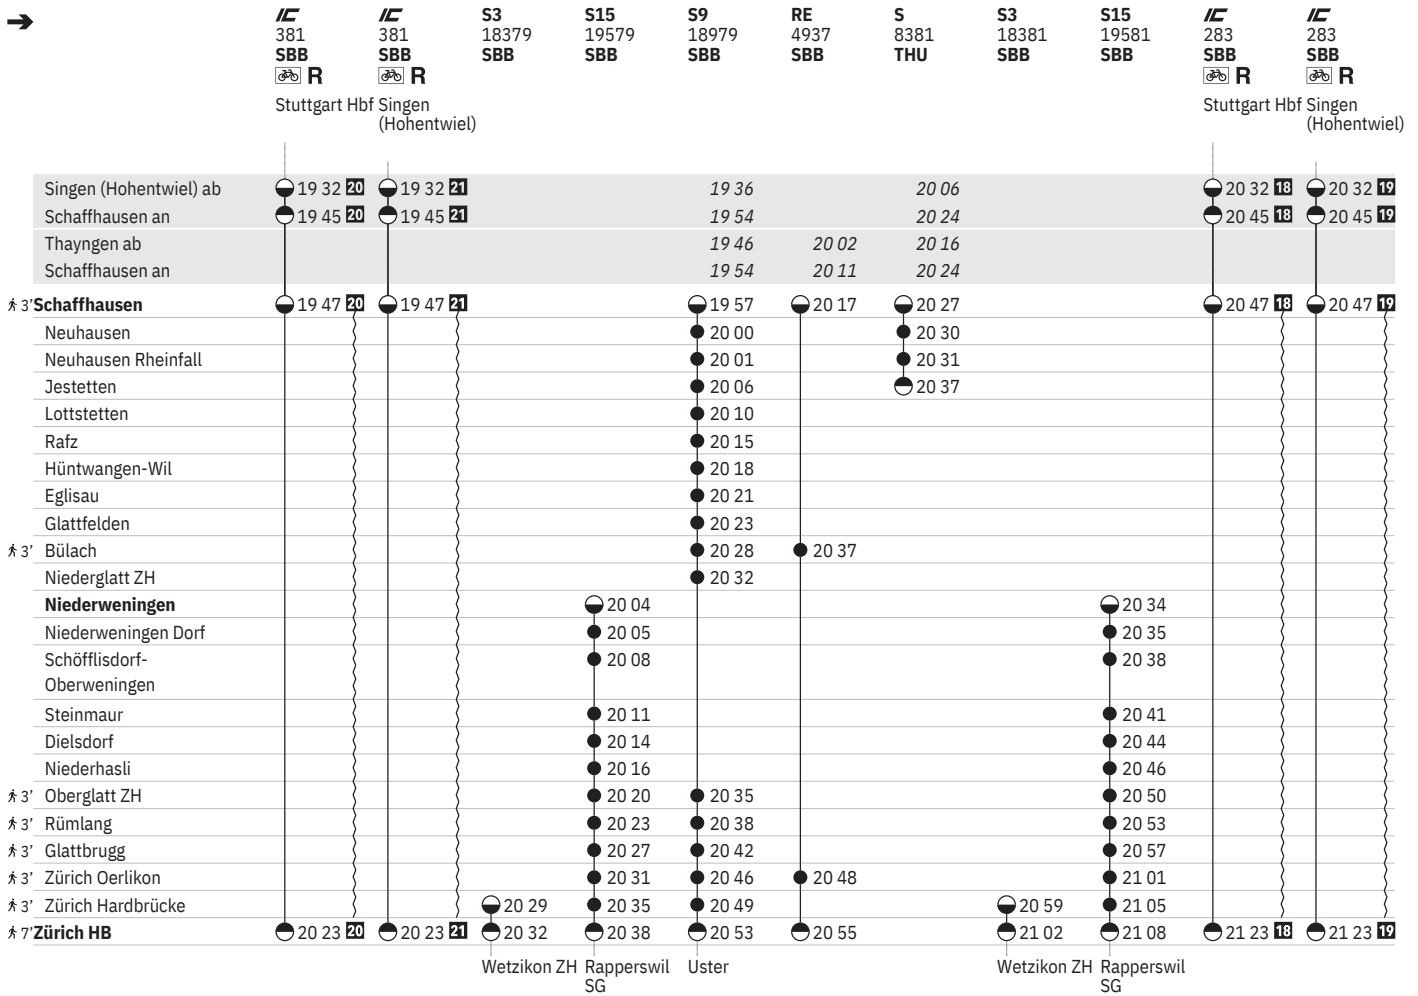 ➔ IC IC S3 S15 S9 RE S S3 S15 IC IC
381 381 18379 19579 18979 4937 8381 18381 19581 283 283
SBB SBB SBB SBB SBB SBB THU SBB SBB SBB SBB
R R R R
Stuttgart Hbf Singen Stuttgart Hbf Singen
(Hohentwiel) (Hohentwiel)
Singen (Hohentwiel) ab 19 32 20 19 32 21 19 36 20 06 20 32 18 20 32 19
Schaffhausen an 19 45 20 19 45 21 19 54 20 24 20 45 18 20 45 19
Thayngen ab 19 46 20 02 20 16
Schaffhausen an 19 54 20 11 20 24
3’ Schaffhausen 19 47 20 19 47 21 19 57 20 17 20 27 20 47 18 20 47 19
Neuhausen 20 00 20 30
Neuhausen Rheinfall 20 01 20 31
Jestetten 20 06 20 37
Lottstetten 20 10
Rafz 20 15
Hüntwangen-Wil 20 18
Eglisau 20 21
Glattfelden 20 23
3’ Bülach 20 28 20 37
Niederglatt ZH 20 32
Niederweningen 20 04 20 34
Niederweningen Dorf 20 05 20 35
Schöfflisdorf- 20 08 20 38
Oberweningen
Steinmaur 20 11 20 41
Dielsdorf 20 14 20 44
Niederhasli 20 16 20 46
3’ Oberglatt ZH 20 20 20 35 20 50
3’ Rümlang 20 23 20 38 20 53
3’ Glattbrugg 20 27 20 42 20 57
3’ Zürich Oerlikon 20 31 20 46 20 48 21 01
3’ Zürich Hardbrücke 20 29 20 35 20 49 20 59 21 05
7’ Zürich HB 20 23 20 20 23 21 20 32 20 38 20 53 20 55 21 02 21 08 21 23 18 21 23 19
Wetzikon ZH Rapperswil Uster Wetzikon ZH Rapperswil
SG SG